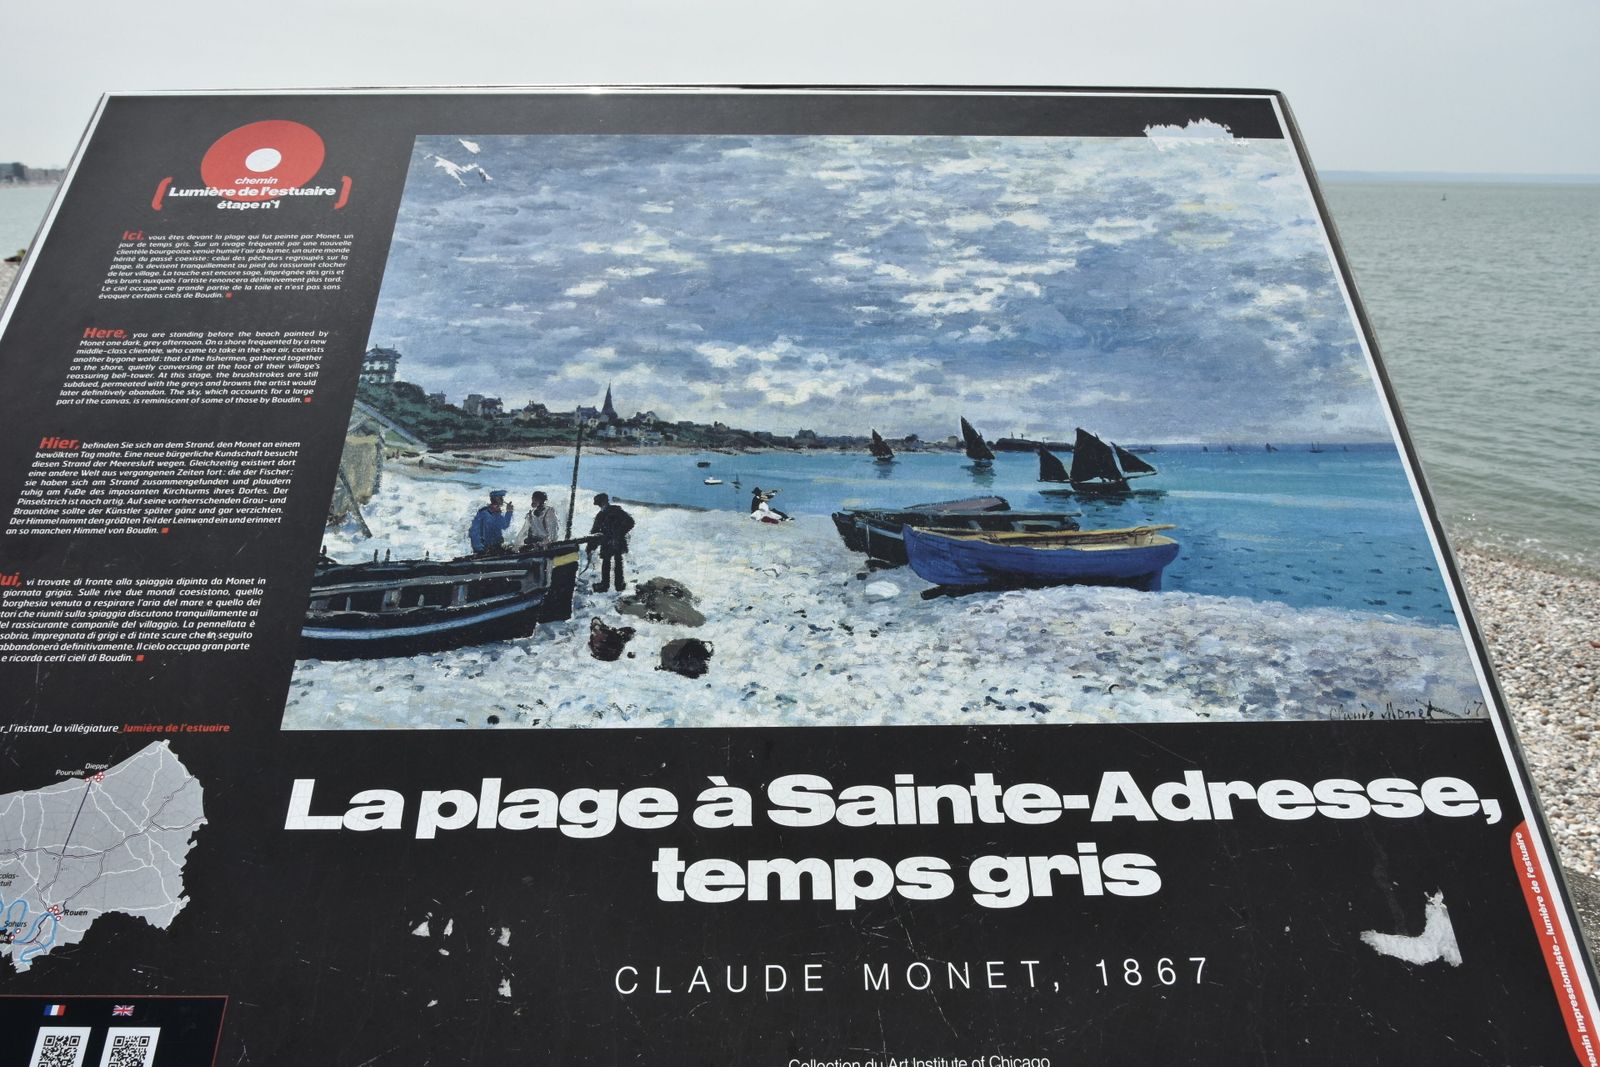 chemin
Lumière de l'estuaire
étape n°1
Ici, vous êtes devant la plage qui fut peinte par Monet, un
jour de temps gris. Sur un rivage fréquenté par une nouvelle
clientèle bourgeoise venue humer l'air de la mer, un autre monde
hérité du passé coexiste : celui des pêcheurs regroupés sur la
plage, ils devisent tranquillement au pied du rassurant clocher
de leur village. La touche est encore sage, imprégnée des gris et
des bruns auxquels l'artiste renoncera définitivement plus tard.
Le ciel occupe une grande partie de la toile et n'est pas sans
évoquer certains ciels de Boudin.
Here, you are standing before the beach painted by
Monet one dark, grey afternoon. On a shore frequented by a new
middle-class clientele, who came to take in the sea air, coexists
another bygone world: that of the fishermen, gathered together
on the shore, quietly conversing at the foot of their village's
reassuring bell-tower. At this stage, the brushstrokes are still
subdued, permeated with the greys and browns the artist would
later definitively abandon. The sky, which accounts for a large
part of the canvas, is reminiscent of some of those by Boudin.
Hier, befinden Sie sich an dem Strand, den Monet an einem
bewölkten Tag malte. Eine neue bürgerliche Kundschaft besucht
diesen Strand der Meeresluft wegen. Gleichzeitig existiert dort
eine andere Welt aus vergangenen Zeiten fort: die der Fischer;
sie haben sich am Strand zusammengefunden und plaudern
ruhig am Fuße des imposanten Kirchturms ihres Dorfes. Der
Pinselstrich ist noch artig. Auf seine vorherrschenden Grau- und
Brauntöne sollte der Künstler später ganz und gar verzichten.
Der Himmel nimmt den größten Teil der Leinwand ein und erinnert
an so manchen Himmel von Boudin.
ui, vi trovate di fronte alla spiaggia dipinta da Monet in
giornata grigia. Sulle rive due mondi coesistono, quello
borghesia venuta a respirare l'aria del mare e quello dei
tori che riuniti sulla spiaggia discutono tranquillamente ai
el rassicurante campanile del villaggio. La pennellata è
sobria, impregnata di grigi e di tinte scure che in seguito
abbandonerà definitivamente. Il cielo occupa gran parte
e ricorda certi cieli di Boudin.
r_l'instant_la villégiature_lumière de l'estuaire
Dieppe
Pourville
Rouen
Sahurs
Claude Monet 67
La plage à Sainte-Adresse,
temps gris
CLAUDE MONET, 1867
Collection du Art Institute of Chicago
emin impressionniste_lumière de l'estuaire